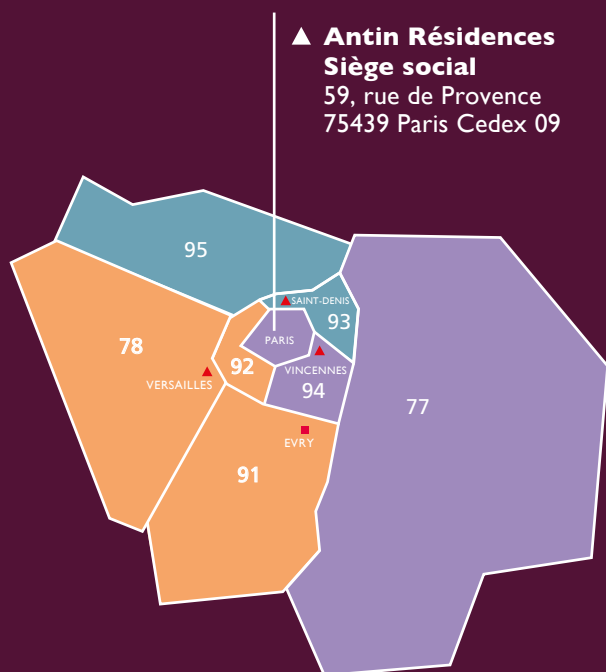 ▲ Antin Résidences
Siège social
59, rue de Provence
75439 Paris Cedex 09
95
SAINT-DENIS
93
78
PARIS
92
VINCENNES
VERSAILLES
94
77
EVRY
91